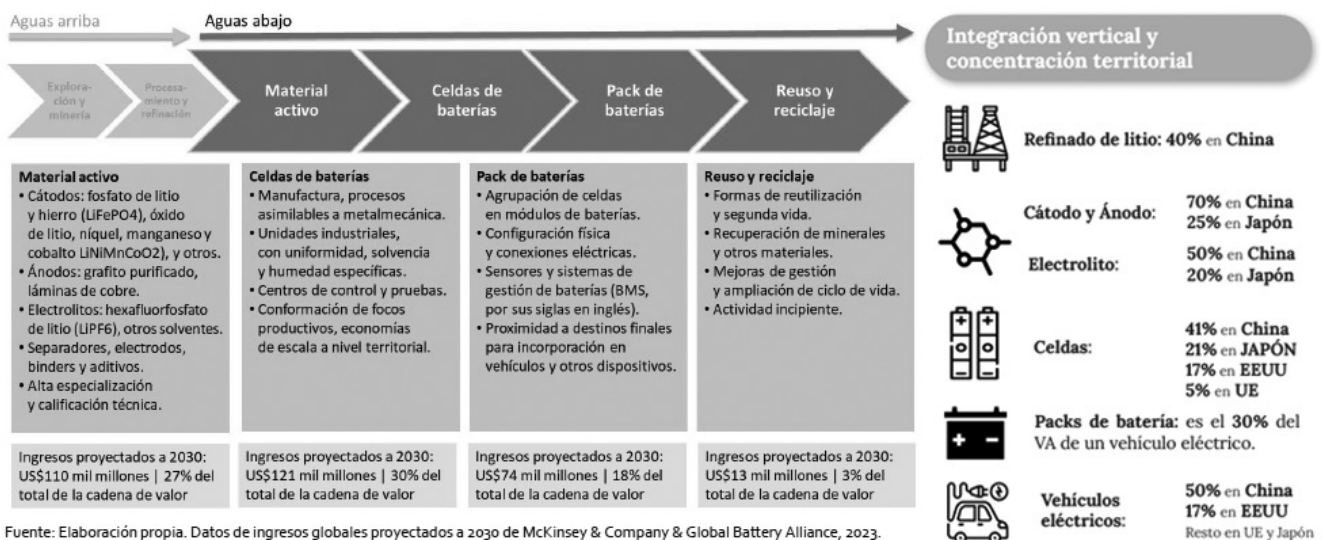 Aguas arriba
Aguas abajo
Explora-
ción y
minería
Procesa-
miento y
refinación
Material
activo
Celdas de
baterías
Pack de
baterías
Reuso y
reciclaje
Material activo
• Cátodos: fosfato de litio
y hierro (LiFePO4), óxido
de litio, níquel, manganeso y
cobalto LiNiMnCoO2), y otros.
• Ánodos: grafito purificado,
láminas de cobre.
• Electrolitos: hexafluorfosfato
de litio (LiPF6), otros solventes.
• Separadores, electrodos,
binders y aditivos.
• Alta especialización
y calificación técnica.
Ingresos proyectados a 2030:
US$110 mil millones | 27% del
total de la cadena de valor
Celdas de baterías
• Manufactura, procesos
asimilables a metalmecánica.
• Unidades industriales,
con uniformidad, solvencia
y humedad específicas.
• Centros de control y pruebas.
• Conformación de focos
productivos, economías
de escala a nivel territorial.
Ingresos proyectados a 2030:
US$121 mil millones | 30% del
total de la cadena de valor
Pack de baterías
• Agrupación de celdas
en módulos de baterías.
• Configuración física
y conexiones eléctricas.
• Sensores y sistemas de
gestión de baterías (BMS,
por sus siglas en inglés).
• Proximidad a destinos finales
para incorporación en
vehículos y otros dispositivos.
Ingresos proyectados a 2030:
US$74 mil millones | 18% del
total de la cadena de valor
Reuso y reciclaje
• Formas de reutilización
y segunda vida.
• Recuperación de minerales
y otros materiales.
• Mejoras de gestión
y ampliación de ciclo de vida.
• Actividad incipiente.
Ingresos proyectados a 2030:
US$13 mil millones | 3% del
total de la cadena de valor
Fuente: Elaboración propia. Datos de ingresos globales proyectados a 2030 de McKinsey & Company & Global Battery Alliance, 2023.
Integración vertical y
concentración territorial
Refinado de litio: 40% en China
Cátodo y Ánodo:
70% en China
25% en Japón
Electrolito:
50% en China
20% en Japón
Celdas:
41% en China
21% en JAPÓN
17% en EEUU
5% en UE
Packs de batería: es el 30% del
VA de un vehículo eléctrico.
Vehículos
eléctricos:
50% en China
17% en EEUU
Resto en UE y Japón